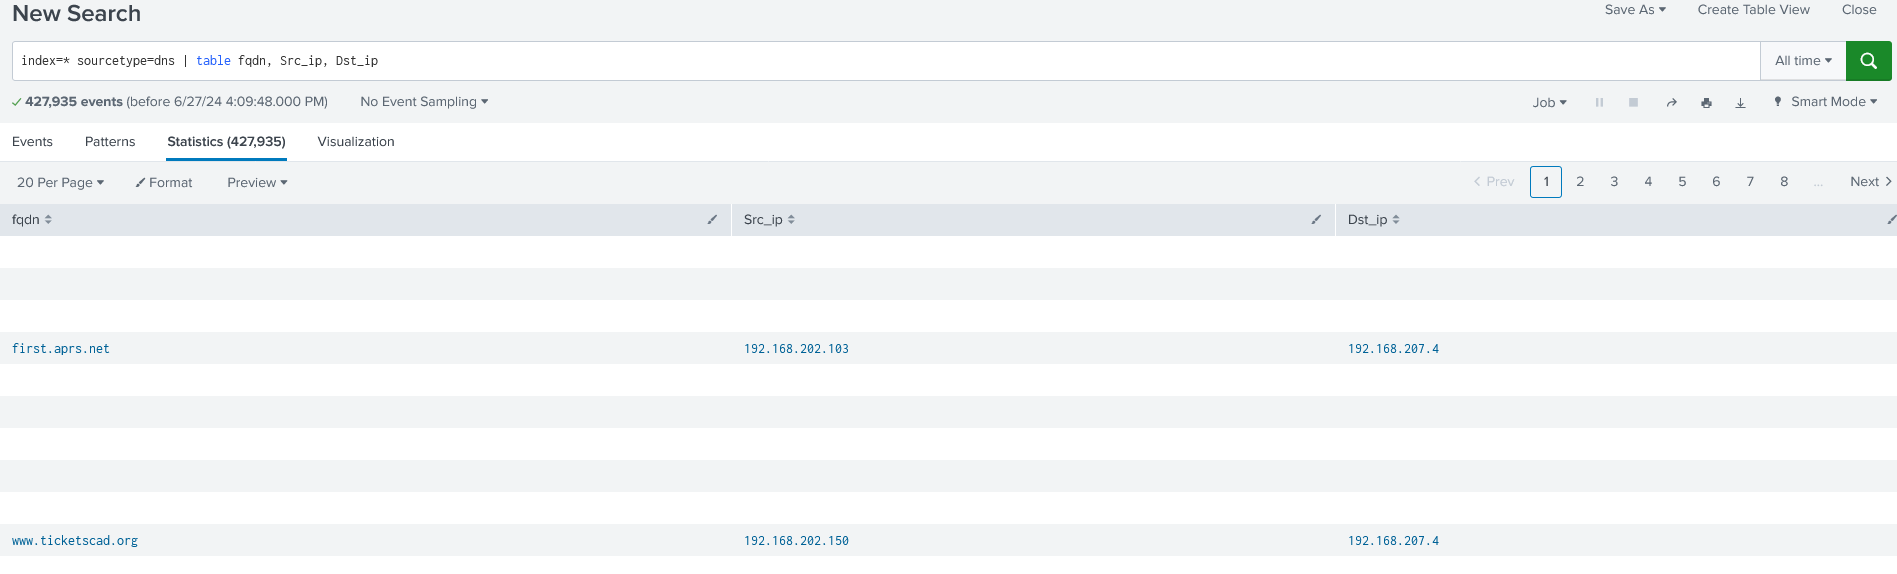 New Search
Save As Create Table View Close
index=* sourcetype=dns | table fqdn, Src_ip, Dst_ip
All time
427,935 events (before 6/27/24 4:09:48.000 PM) No Event Sampling
Job Smart Mode
Events Patterns Statistics (427,935) Visualization
20 Per Page Format Preview
< Prev 1 2 3 4 5 6 7 8 ... Next >
fqdn Src_ip Dst_ip
first.aprs.net 192.168.202.103 192.168.207.4
www.ticketscad.org 192.168.202.150 192.168.207.4